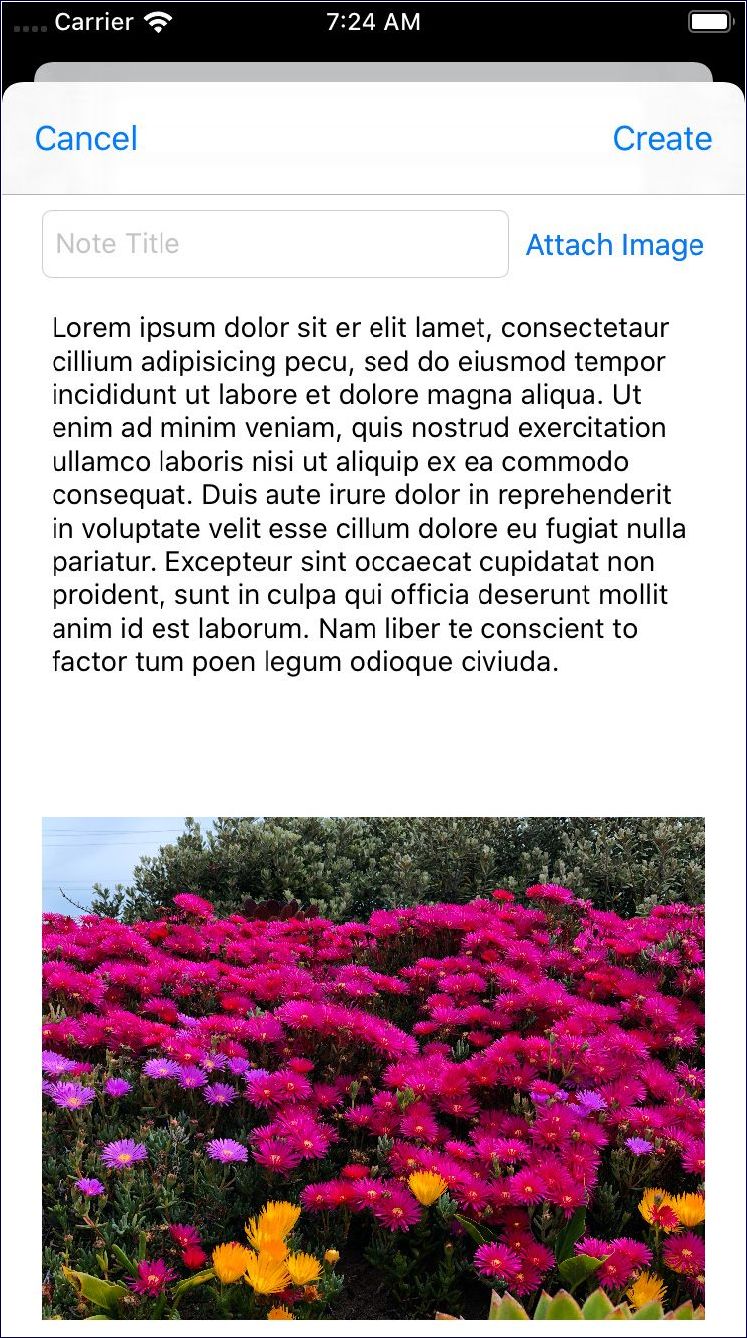 Carrier 7:24 AM
Cancel Create
Note Title Attach Image
Lorem ipsum dolor sit er elit lamet, consectetaur
cillium adipisicing pecu, sed do eiusmod tempor
incididunt ut labore et dolore magna aliqua. Ut
enim ad minim veniam, quis nostrud exercitation
ullamco laboris nisi ut aliquip ex ea commodo
consequat. Duis aute irure dolor in reprehenderit
in voluptate velit esse cillum dolore eu fugiat nulla
pariatur. Excepteur sint occaecat cupidatat non
proident, sunt in culpa qui officia deserunt mollit
anim id est laborum. Nam liber te conscient to
factor tum poen legum odioque civiuda.